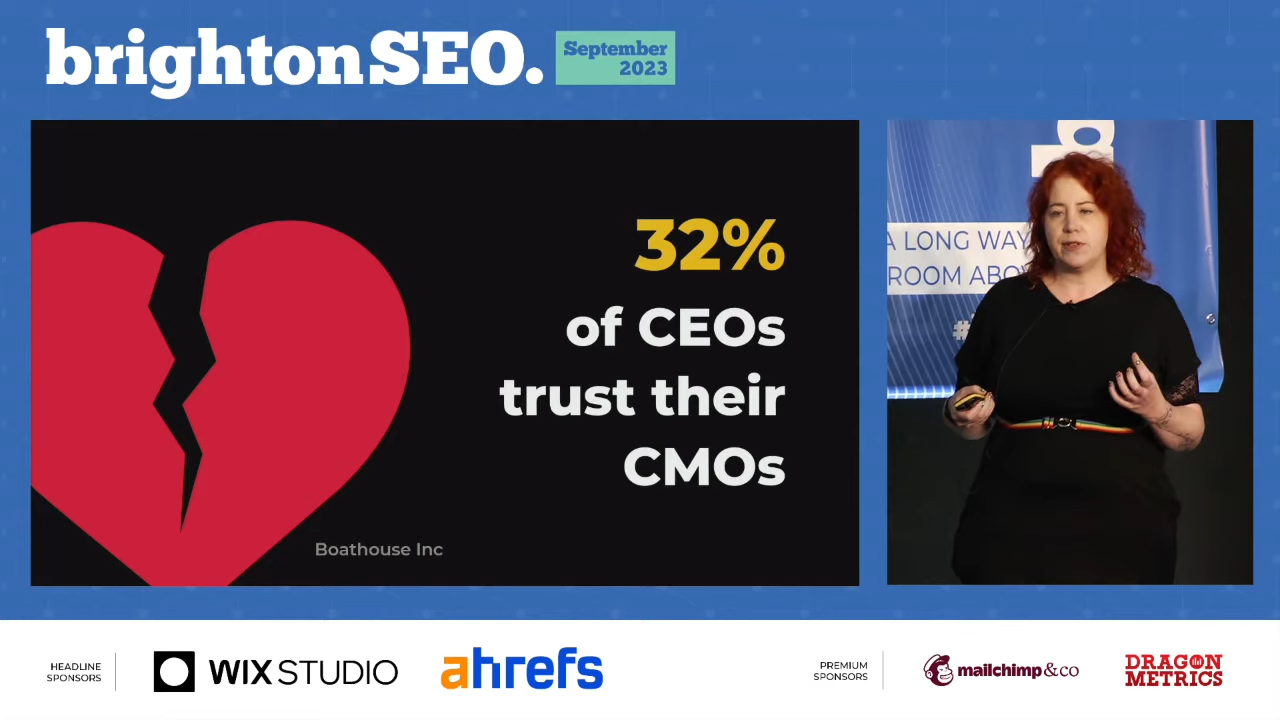 brightonSEO.
September
2023
32%
of CEOs
trust their
CMOs
Boathouse Inc
A LONG WAY
ROOM ABO
#
HEADLINE
SPONSORS
WIX STUDIO
ahrefs
PREMIUM
SPONSORS
mailchimp&co
DRAGON
METRICS